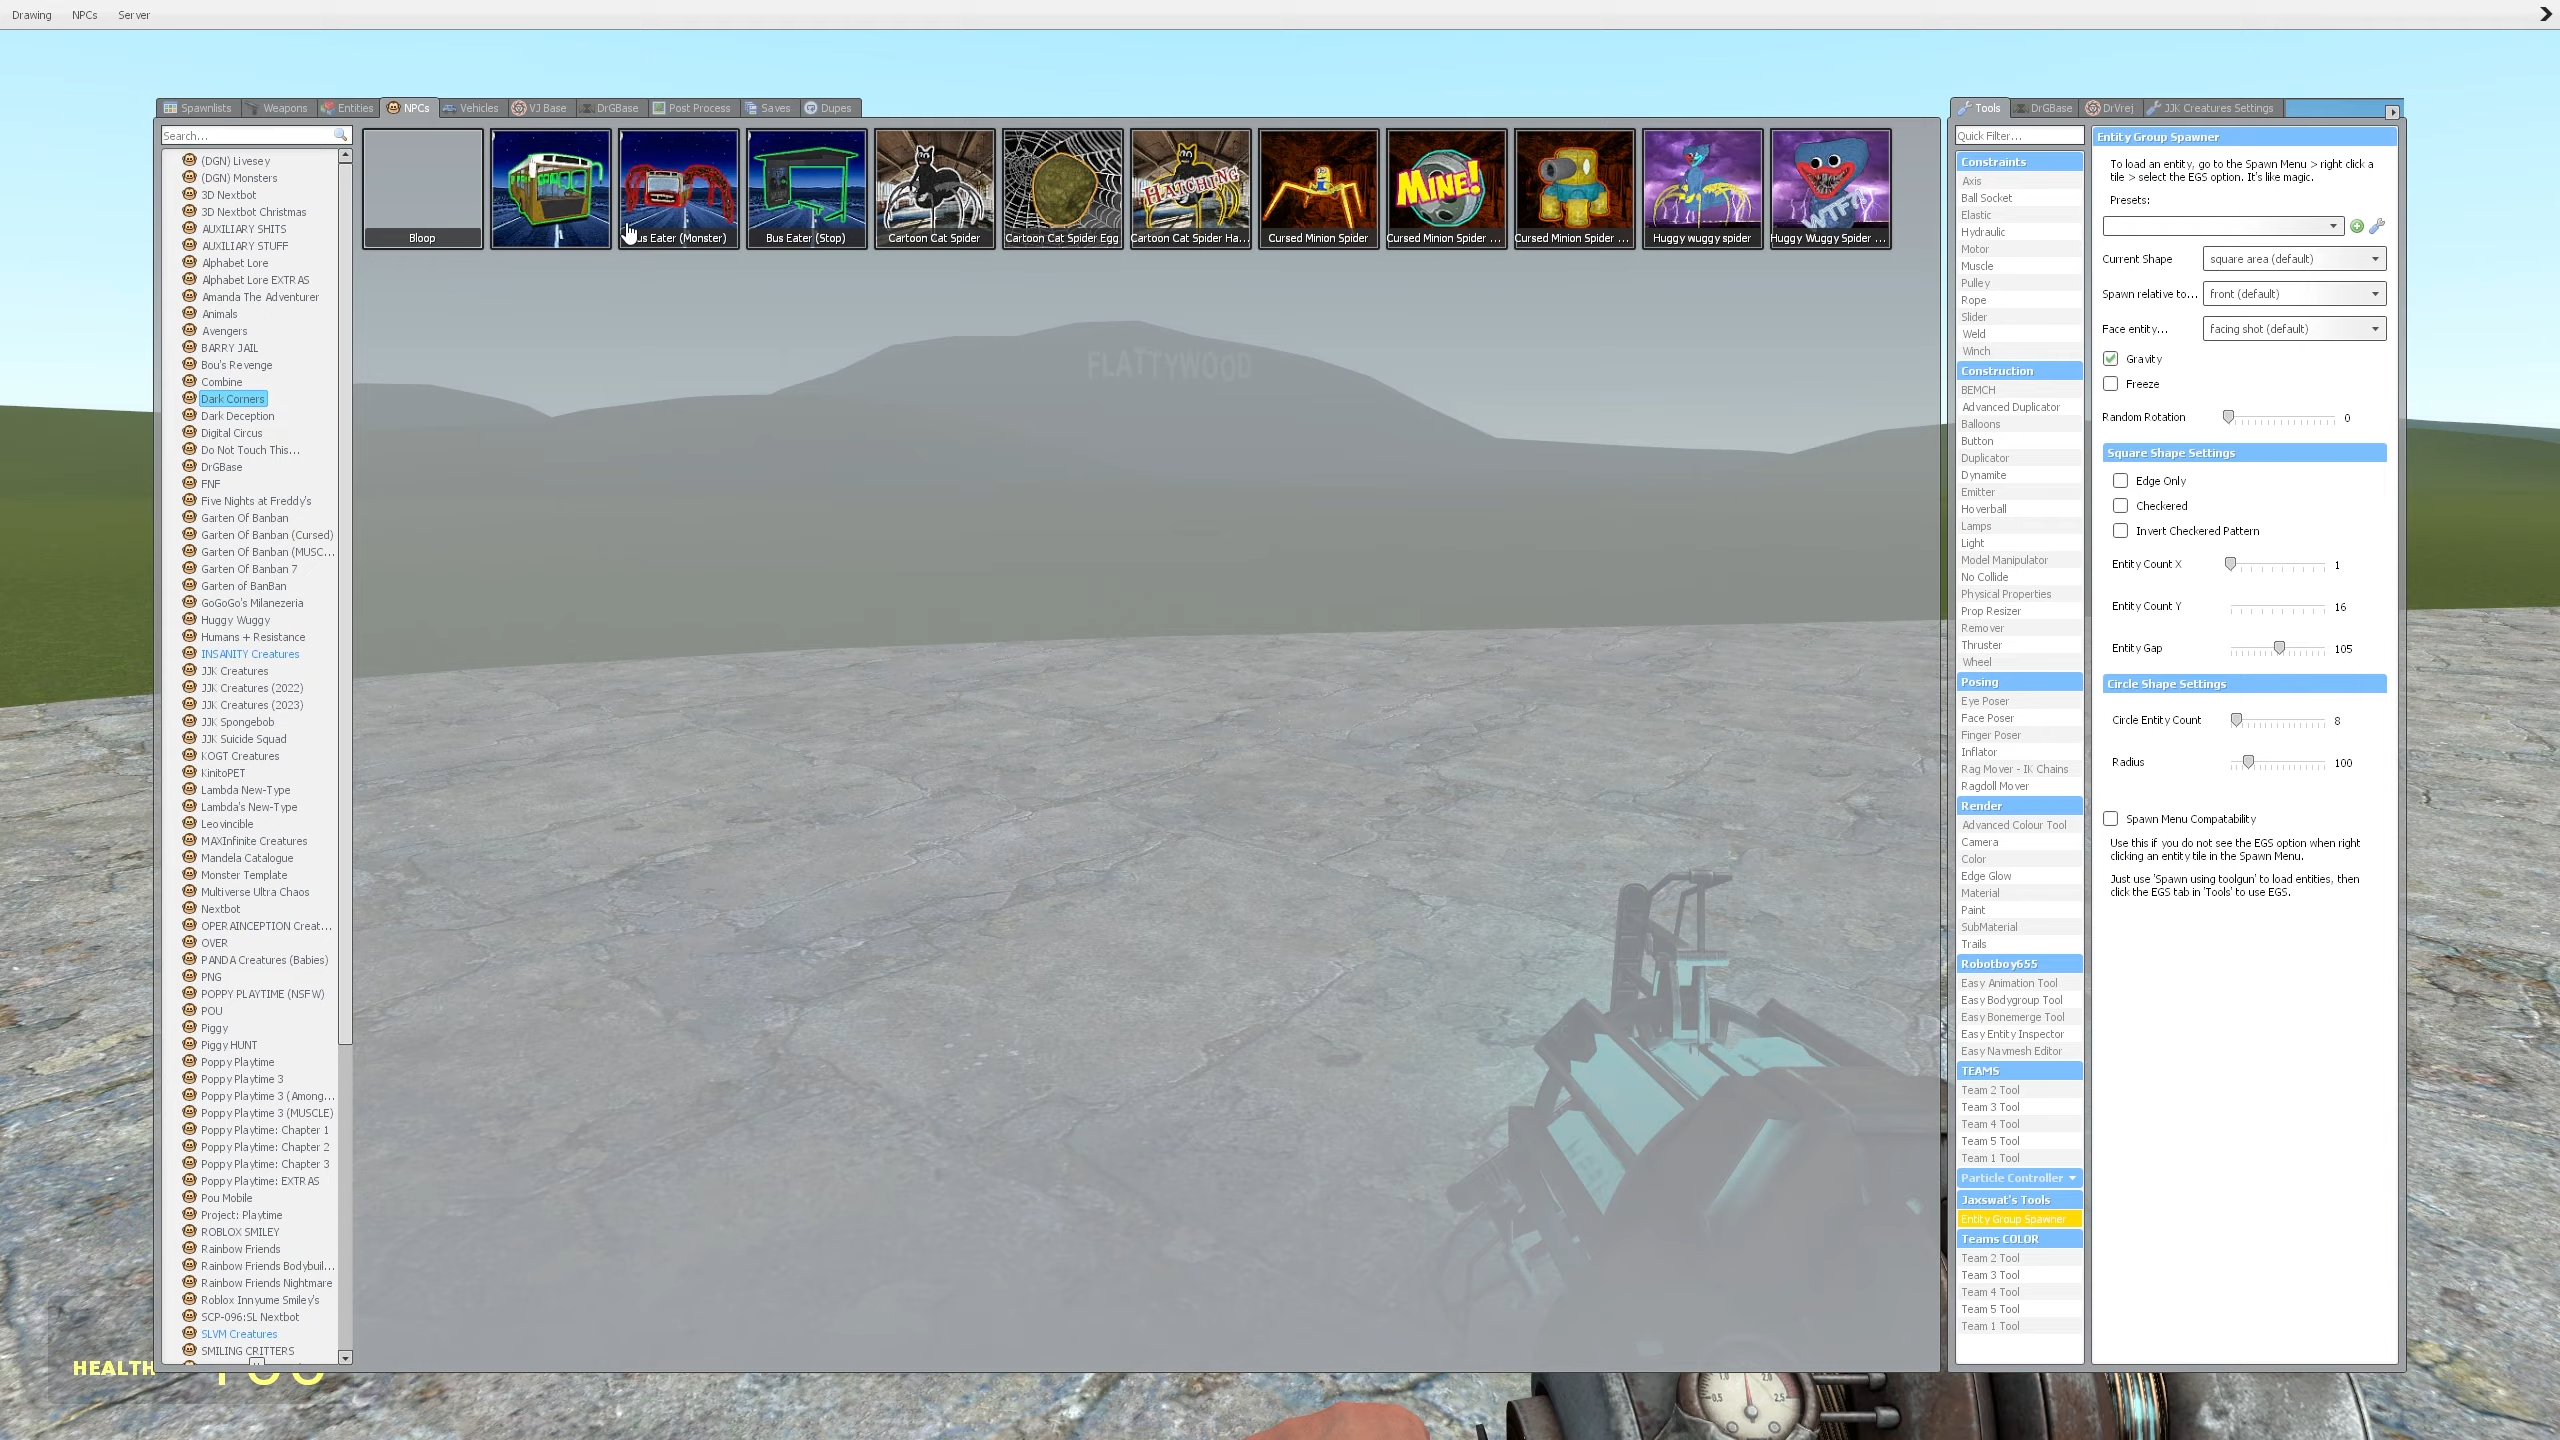 Drawing NPCs Server
Spawnlists Weapons Entities NPCs Vehicles VJ Base DrGBase Post Process Saves Dupes
Search...
(DGN) Livesey
(DGN) Monsters
3D Nextbot
3D Nextbot Christmas
AUXILIARY SHITS
AUXILIARY STUFF
Alphabet Lore
Alphabet Lore EXTRAS
Amanda The Adventurer
Animals
Avengers
BARRY JAIL
Bou's Revenge
Combine
Dark Corners
Dark Deception
Digital Circus
Do Not Touch This...
DrGBase
FNF
Five Nights at Freddy's
Garten Of Banban
Garten Of Banban (Cursed)
Garten Of Banban (MUSC...
Garten Of Banban 7
Garten of BanBan
GoGoGo's Milanezeria
Huggy Wuggy
Humans + Resistance
INSANITY Creatures
JJK Creatures
JJK Creatures (2022)
JJK Creatures (2023)
JJK Spongebob
JJK Suicide Squad
KOGT Creatures
KinitoPET
Lambda New-Type
Lambda's New-Type
Leovincible
MAXInfinite Creatures
Mandela Catalogue
Monster Template
Multiverse Ultra Chaos
Nextbot
OPERAINCEPTION Creat...
OVER
PANDA Creatures (Babies)
PNG
POPPY PLAYTIME (NSFW)
POU
Piggy
Piggy HUNT
Poppy Playtime
Poppy Playtime 3
Poppy Playtime 3 (Among...
Poppy Playtime 3 (MUSCLE)
Poppy Playtime: Chapter 1
Poppy Playtime: Chapter 2
Poppy Playtime: Chapter 3
Poppy Playtime: EXTRAS
Pou Mobile
Project: Playtime
ROBLOX SMILEY
Rainbow Friends
Rainbow Friends Bodybuil...
Rainbow Friends Nightmare
Roblox Innyume Smiley's
SCP-096:SL Nextbot
SLVM Creatures
SMILING CRITTERS
HEALTH
HATCHING
MINE!
WTF?
Bloop
us Eater (Monster)
Bus Eater (Stop)
Cartoon Cat Spider
Cartoon Cat Spider Egg
Cartoon Cat Spider Ha...
Cursed Minion Spider
Cursed Minion Spider ...
Cursed Minion Spider ...
Huggy wuggy spider
Huggy Wuggy Spider ...
FLATTYWOOD
Tools DrGBase DrVrej JJK Creatures Settings
Quick Filter...
Constraints
Axis
Ball Socket
Elastic
Hydraulic
Motor
Muscle
Pulley
Rope
Slider
Weld
Winch
Construction
BEMCH
Advanced Duplicator
Balloons
Button
Duplicator
Dynamite
Emitter
Hoverball
Lamps
Light
Model Manipulator
No Collide
Physical Properties
Prop Resizer
Remover
Thruster
Wheel
Posing
Eye Poser
Face Poser
Finger Poser
Inflator
Rag Mover - IK Chains
Ragdoll Mover
Render
Advanced Colour Tool
Camera
Color
Edge Glow
Material
Paint
SubMaterial
Trails
Robotboy655
Easy Animation Tool
Easy Bodygroup Tool
Easy Bonemerge Tool
Easy Entity Inspector
Easy Navmesh Editor
TEAMS
Team 2 Tool
Team 3 Tool
Team 4 Tool
Team 5 Tool
Team 1 Tool
Particle Controller
Jaxswat's Tools
Entity Group Spawner
Teams COLOR
Team 2 Tool
Team 3 Tool
Team 4 Tool
Team 5 Tool
Team 1 Tool
Entity Group Spawner
To load an entity, go to the Spawn Menu > right click a
tile > select the EGS option. It's like magic.
Presets:
Current Shape square area (default)
Spawn relative to... front (default)
Face entity... facing shot (default)
Gravity
Freeze
Random Rotation 0
Square Shape Settings
Edge Only
Checkered
Invert Checkered Pattern
Entity Count X 1
Entity Count Y 16
Entity Gap 105
Circle Shape Settings
Circle Entity Count 8
Radius 100
Spawn Menu Compatability
Use this if you do not see the EGS option when right
clicking an entity tile in the Spawn Menu.
Just use 'Spawn using toolgun' to load entities, then
click the EGS tab in 'Tools' to use EGS.